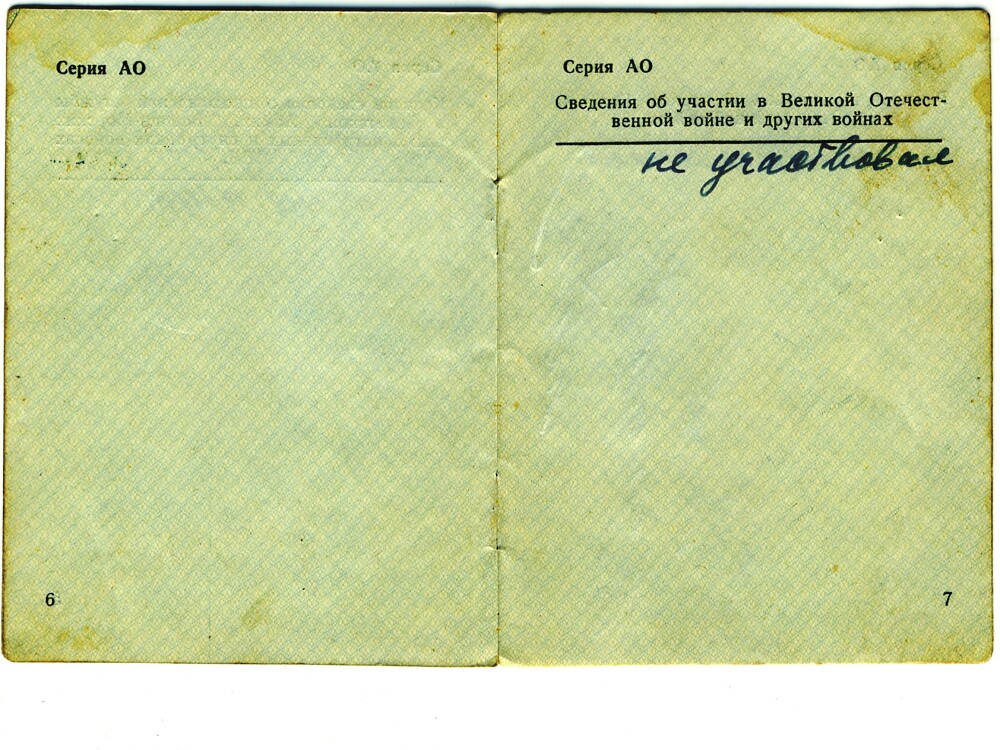 Серия АО
6
Серия АО
Сведения об участии в Великой Отечест-
венной войне и других войнах
не участвовал
7